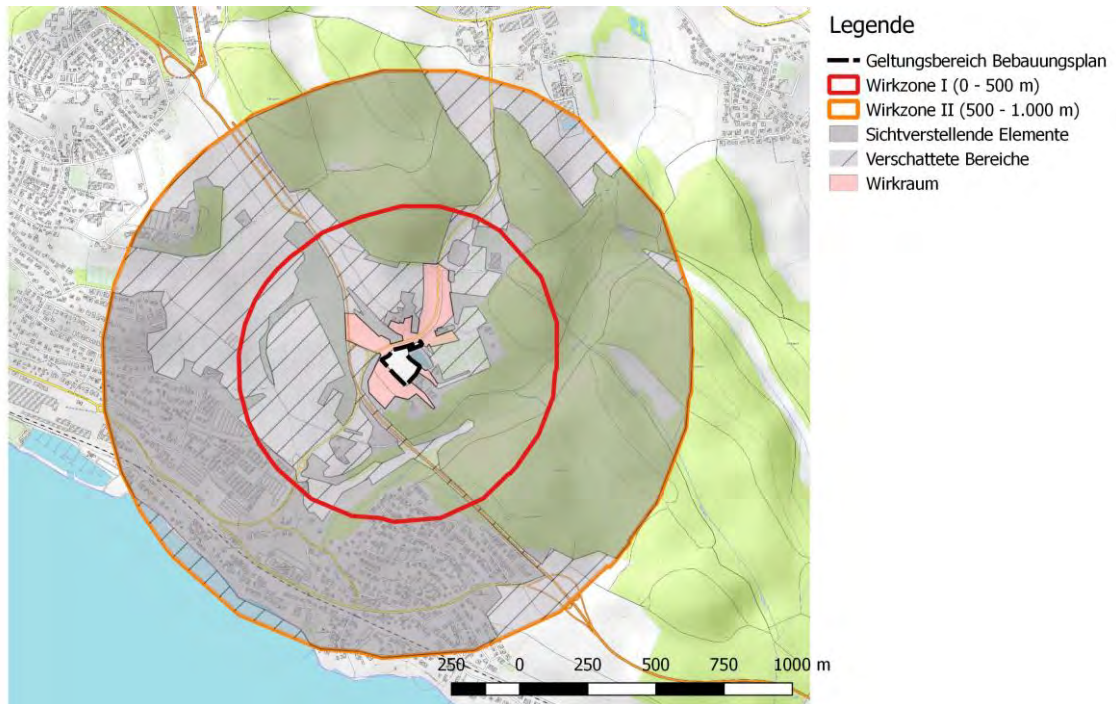 Legende
Geltungsbereich Bebauungsplan
Wirkzone I (0 - 500 m)
Wirkzone II (500 - 1.000 m)
Sichtverstellende Elemente
Verschattete Bereiche
Wirkraum
250 0 250 500 750 1000 m